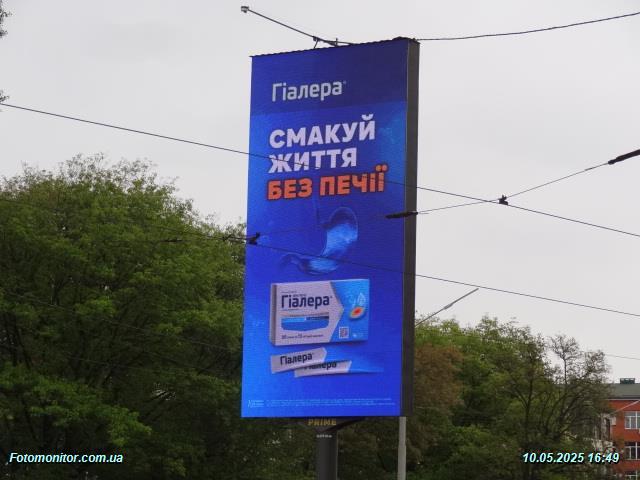 Гіалера®
СМАКУЙ
ЖИТТЯ
БЕЗ ПЕЧІЇ
Гіалера®
Гіалера
Гіалера
PRIME
Fotomonitor.com.ua
10.05.2025 16:49